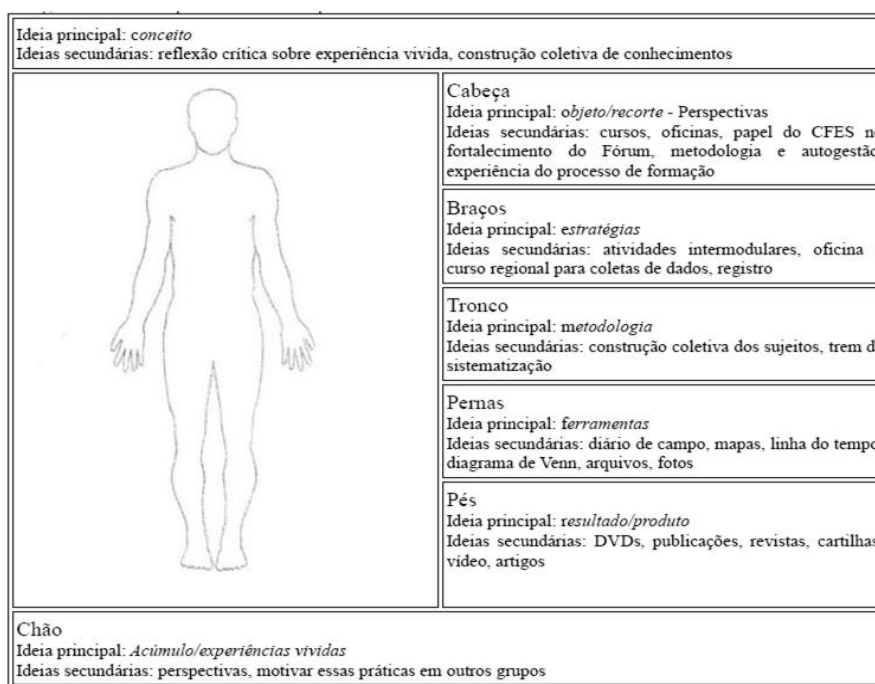 Ideia principal: conceito
Ideias secundárias: reflexão crítica sobre experiência vivida, construção coletiva de conhecimentos
Cabeça
Ideia principal: objeto/recorte - Perspectivas
Ideias secundárias: cursos, oficinas, papel do CFES
fortalecimento do Fórum, metodologia e autogestão
experiência do processo de formação
Braços
Ideia principal: estratégias
Ideias secundárias: atividades intermodulares, oficina
curso regional para coletas de dados, registro
Tronco
Ideia principal: metodologia
Ideias secundárias: construção coletiva dos sujeitos, trem
sistematização
Pernas
Ideia principal: ferramentas
Ideias secundárias: diário de campo, mapas, linha do tempo
diagrama de Venn, arquivos, fotos
Pés
Ideia principal: resultado/produto
Ideias secundárias: DVDs, publicações, revistas, cartilhas
vídeo, artigos
Chão
Ideia principal: Acúmulo/experiências vividas
Ideias secundárias: perspectivas, motivar essas práticas em outros grupos